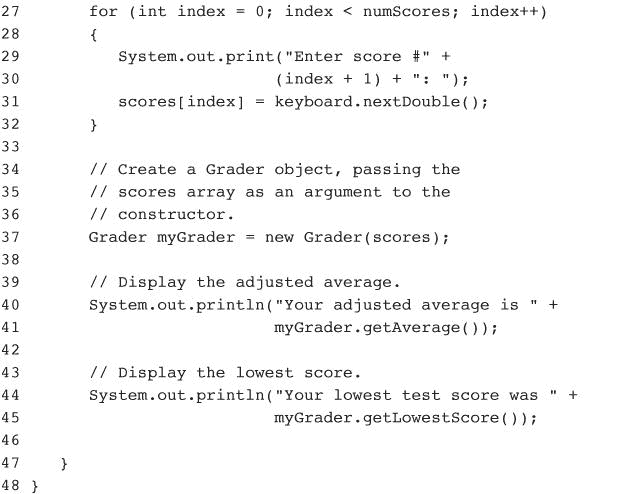 27       for (int index = 0; index < numScores; index++)
28       {
29          System.out.print("Enter score #" +
30                           (index + 1) + ": ");
31          scores[index] = keyboard.nextDouble();
32       }
33
34       // Create a Grader object, passing the
35       // scores array as an argument to the
36       // constructor.
37       Grader myGrader = new Grader(scores);
38
39       // Display the adjusted average.
40       System.out.println("Your adjusted average is " +
41                          myGrader.getAverage());
42
43       // Display the lowest score.
44       System.out.println("Your lowest test score was " +
45                          myGrader.getLowestScore());
46
47    }
48 }